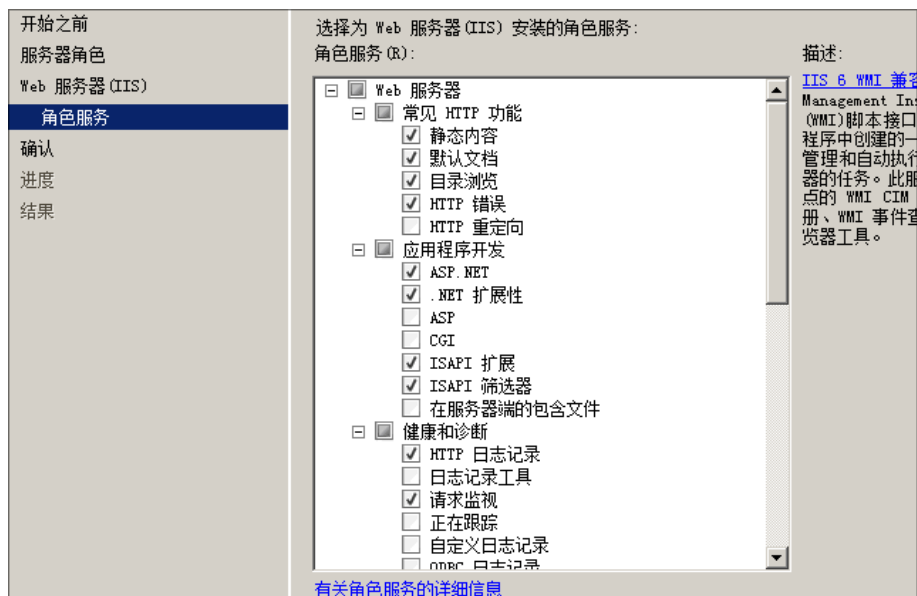 开始之前
服务器角色
Web 服务器(IIS)
角色服务
确认
进度
结果
选择为 Web 服务器(IIS) 安装的角色服务:
角色服务(R):
Web 服务器
常见 HTTP 功能
静态内容
默认文档
目录浏览
HTTP 错误
HTTP 重定向
应用程序开发
ASP.NET
.NET 扩展性
ASP
CGI
ISAPI 扩展
ISAPI 筛选器
在服务器端的包含文件
健康和诊断
HTTP 日志记录
日志记录工具
请求监视
正在跟踪
自定义日志记录
ODBC 日志记录
有关角色服务的详细信息
描述:
IIS 6 WMI 兼容
Management Ins
(WMI)脚本接口
程序中创建的一
管理和自动执行
器的任务。此服
点的 WMI CIM
册、WMI 事件查
览器工具。